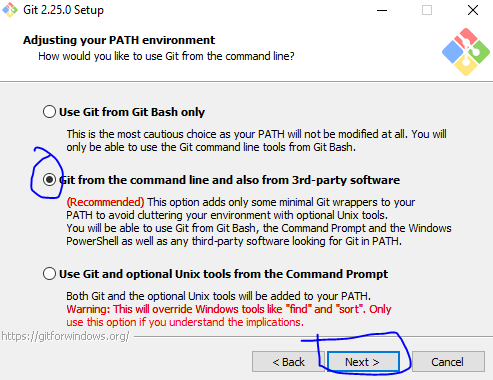 Git 2.25.0 Setup
Adjusting your PATH environment
How would you like to use Git from the command line?
Use Git from Git Bash only
This is the most cautious choice as your PATH will not be modified at all. You will
only be able to use the Git command line tools from Git Bash.
Git from the command line and also from 3rd-party software
(Recommended) This option adds only some minimal Git wrappers to your
PATH to avoid cluttering your environment with optional Unix tools.
You will be able to use Git from Git Bash, the Command Prompt and the Windows
PowerShell as well as any third-party software looking for Git in PATH.
Use Git and optional Unix tools from the Command Prompt
Both Git and the optional Unix tools will be added to your PATH.
Warning: This will override Windows tools like "find" and "sort". Only
use this option if you understand the implications.
https://gitforwindows.org/
< Back
Next >
Cancel